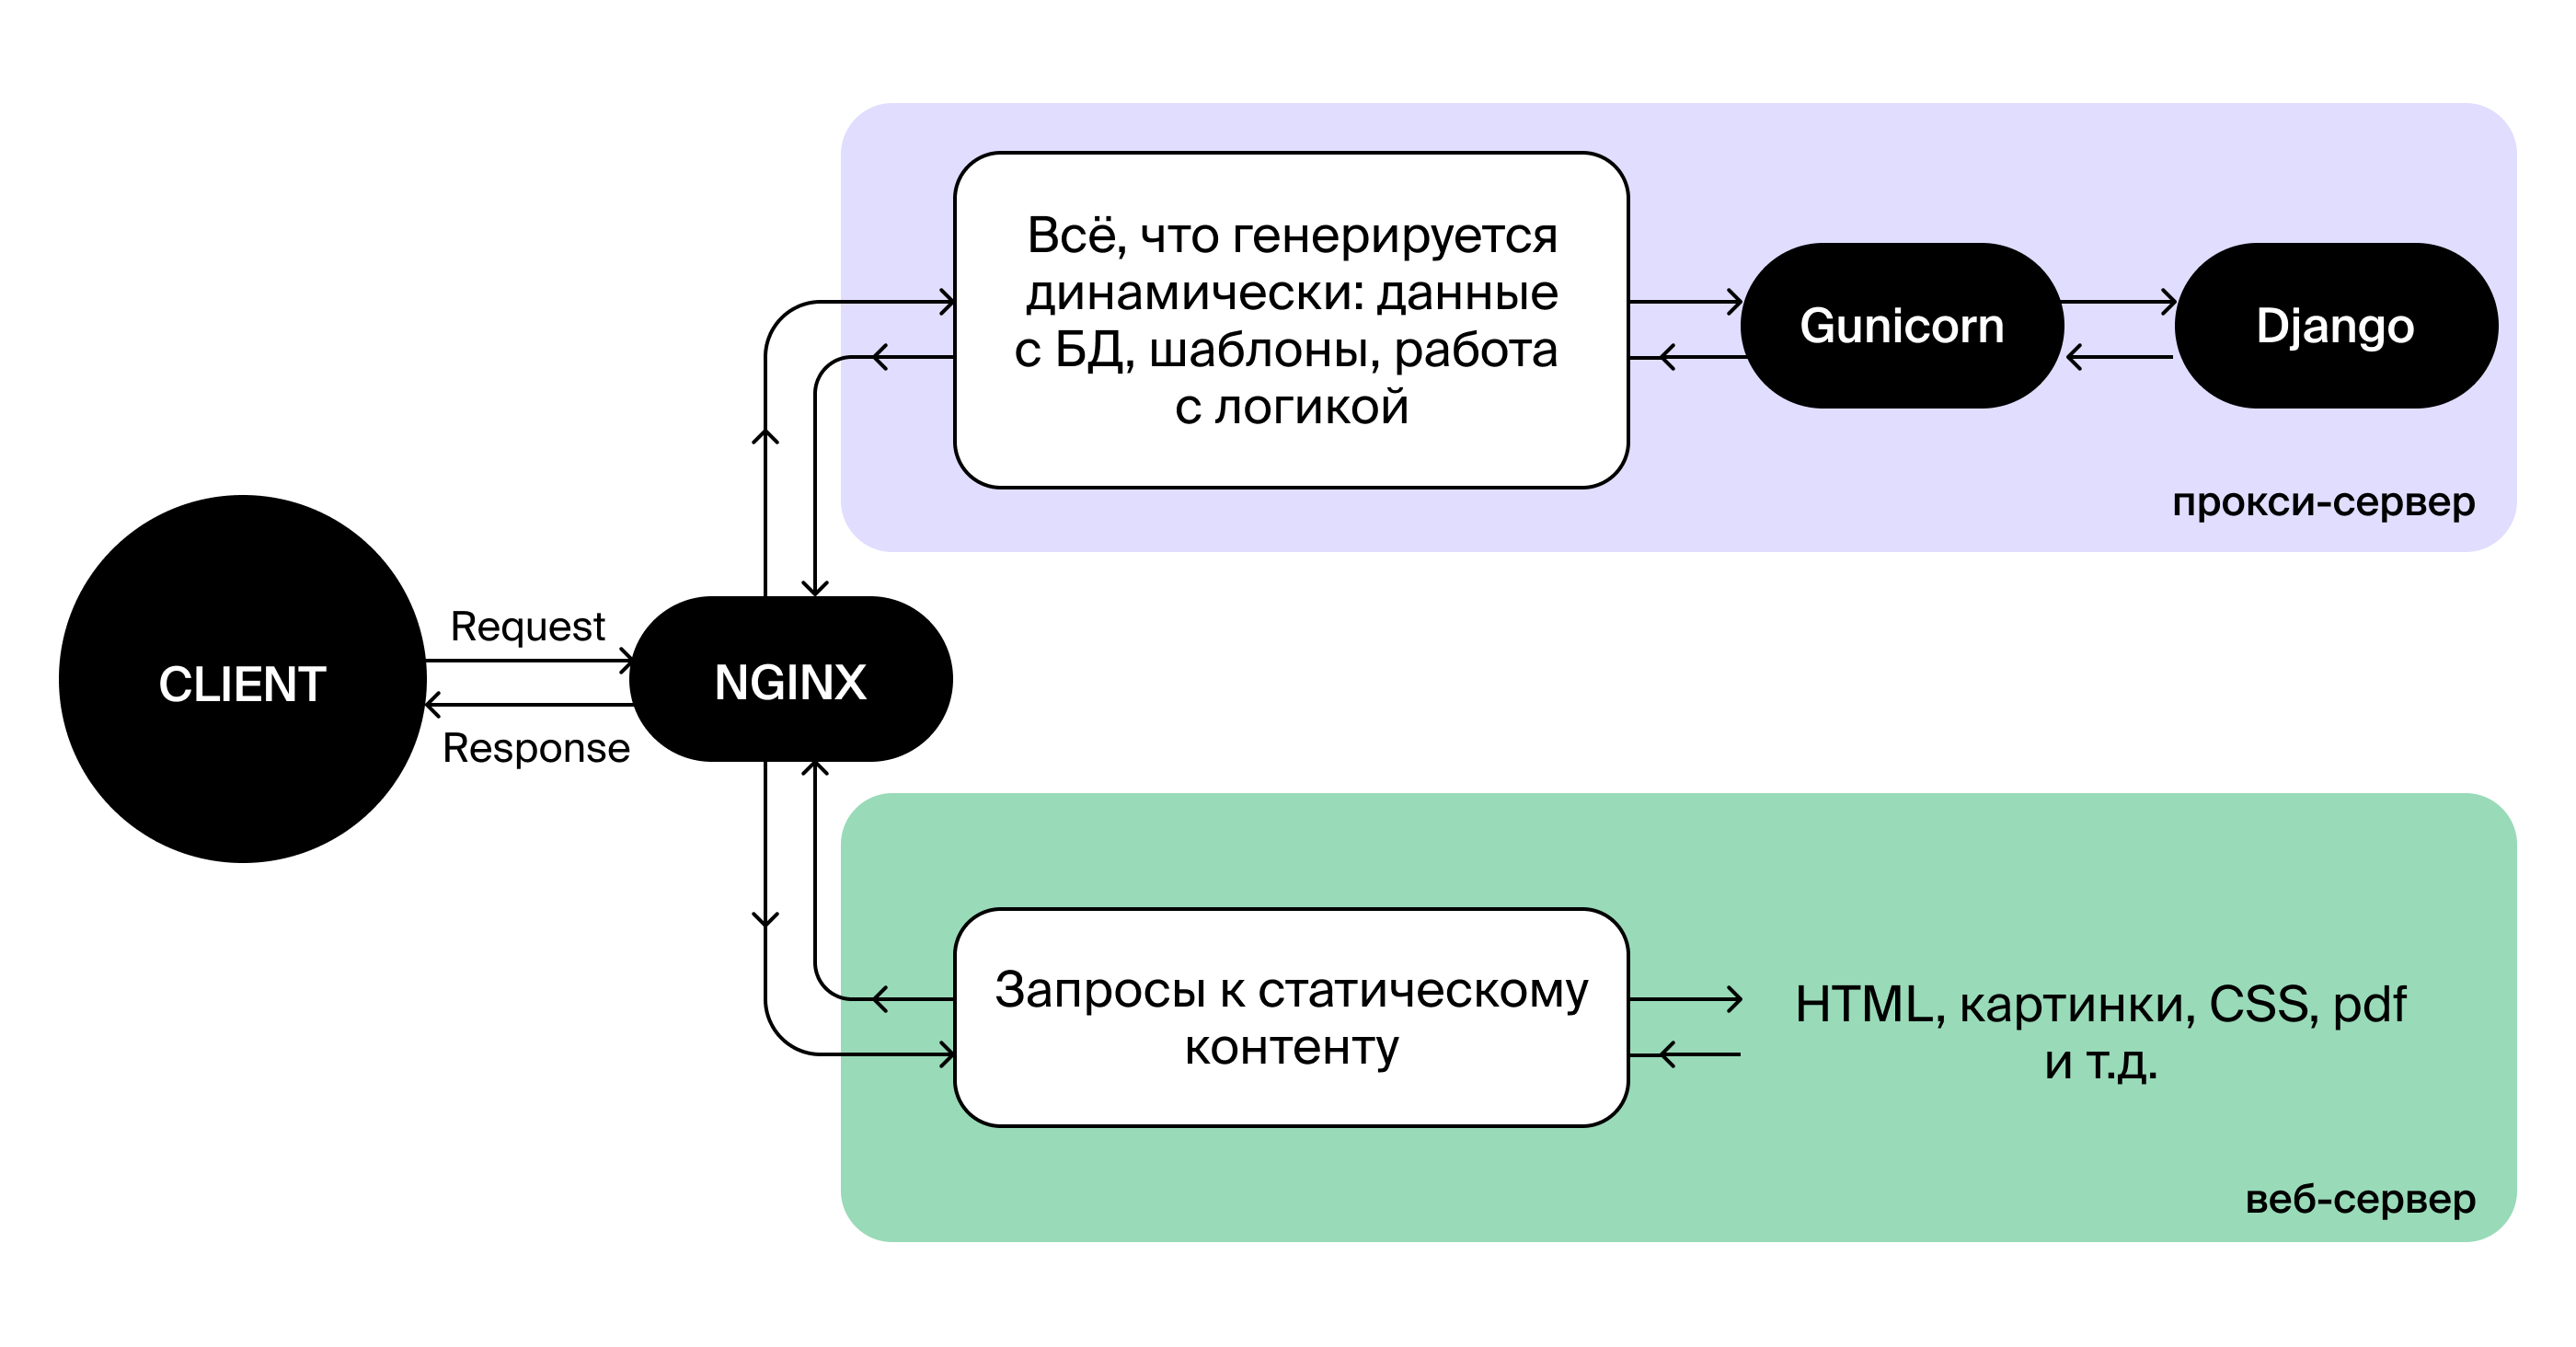 Всё, что генерируется
динамически: данные
с БД, шаблоны, работа
с логикой
Gunicorn
Django
прокси-сервер
Request
CLIENT
NGINX
Response
Запросы к статическому
контенту
HTML, картинки, CSS, pdf
и т.д.
веб-сервер